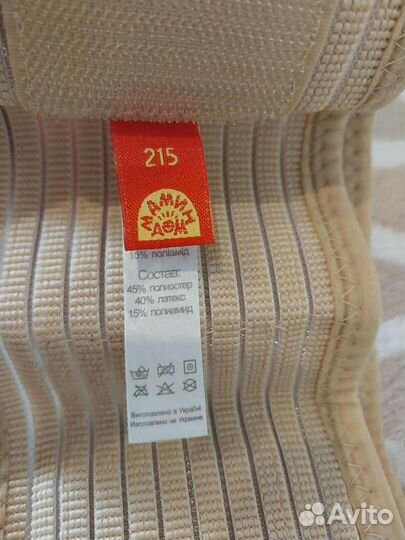 215
МАМИН
ДОМ
15% поліамід
Состав:
45% полиэстер
40% латекс
15% полиамид
Виготовлено в Україні
Изготовлено на Украине
Avito